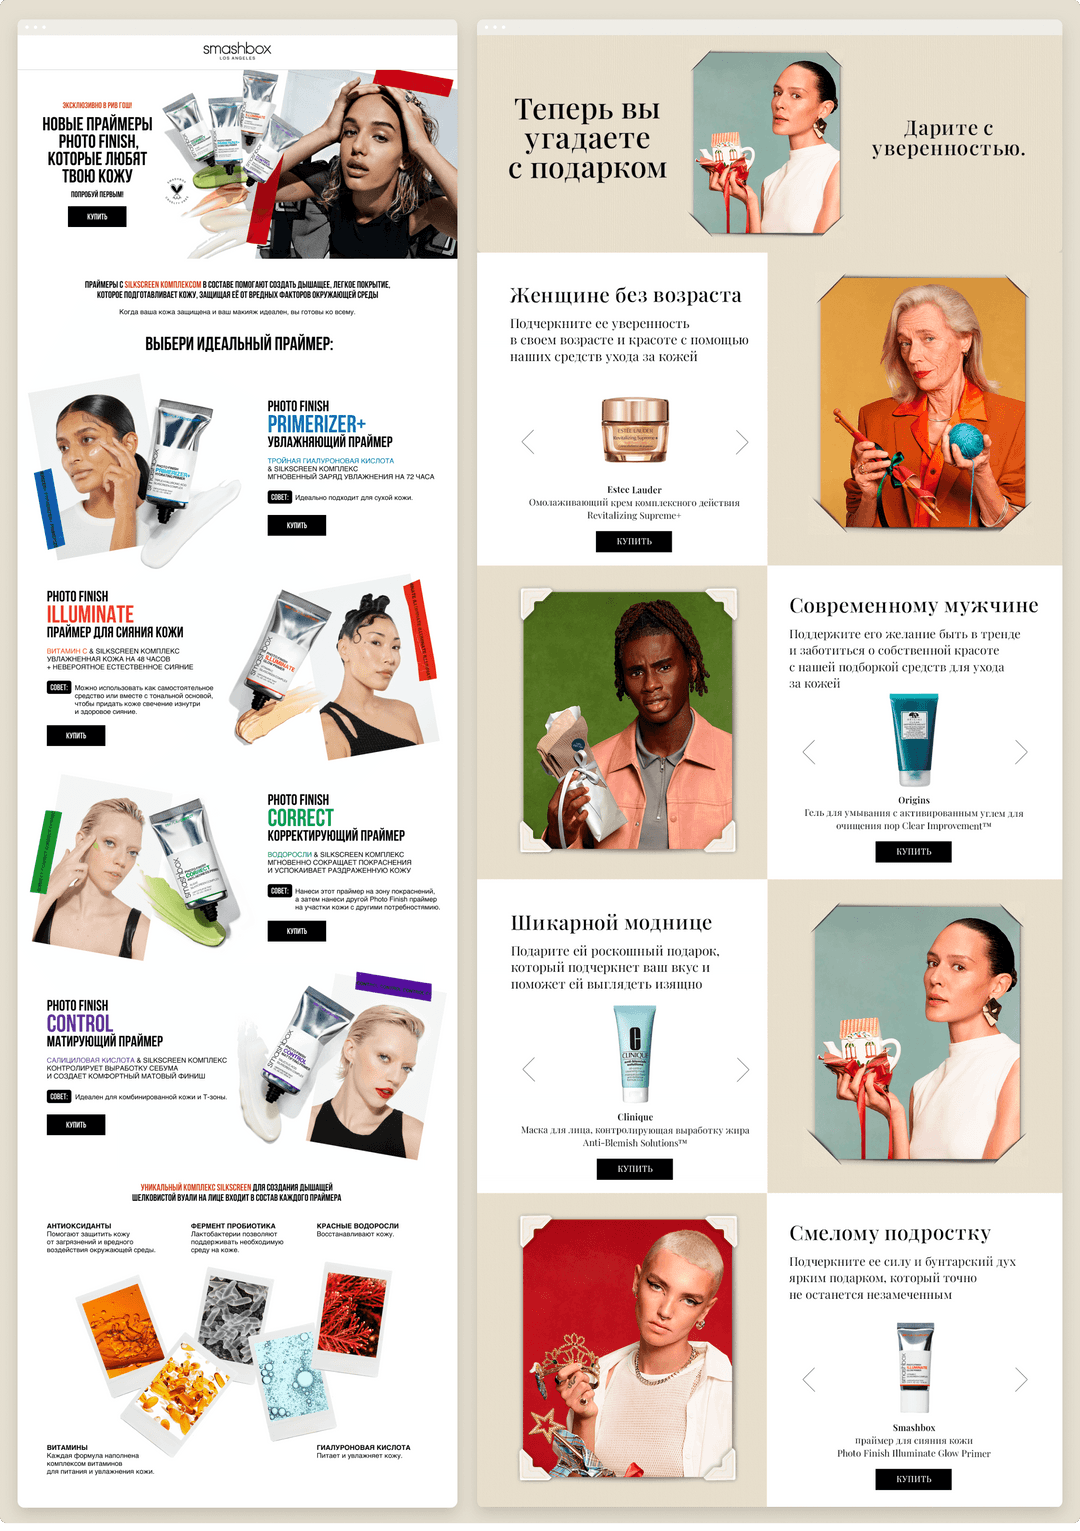 smashbox
LOS ANGELES
ЭКСКЛЮЗИВНО В РИВ ГОШ!
НОВЫЕ ПРАЙМЕРЫ
PHOTO FINISH,
КОТОРЫЕ ЛЮБЯТ
ТВОЮ КОЖУ
ПОПРОБУЙ ПЕРВЫМ!
КУПИТЬ
ПРАЙМЕРЫ С SILKSCREEN КОМПЛЕКСОМ В СОСТАВЕ ПОМОГАЮТ СОЗДАТЬ ДЫШАЩЕЕ, ЛЕГКОЕ ПОКРЫТИЕ,
КОТОРОЕ ПОДГОТАВЛИВАЕТ КОЖУ, ЗАЩИЩАЯ ЕЁ ОТ ВРЕДНЫХ ФАКТОРОВ ОКРУЖАЮЩЕЙ СРЕДЫ
Когда ваша кожа защищена и ваш макияж идеален, вы готовы ко всему.
ВЫБЕРИ ИДЕАЛЬНЫЙ ПРАЙМЕР:
PHOTO FINISH
PRIMERIZER+
УВЛАЖНЯЮЩИЙ ПРАЙМЕР
ТРОЙНАЯ ГИАЛУРОНОВАЯ КИСЛОТА
& SILKSCREEN КОМПЛЕКС
МГНОВЕННЫЙ ЗАРЯД УВЛАЖНЕНИЯ НА 72 ЧАСА
СОВЕТ: Идеально подходит для сухой кожи.
КУПИТЬ
PHOTO FINISH
ILLUMINATE
ПРАЙМЕР ДЛЯ СИЯНИЯ КОЖИ
ВИТАМИН С & SILKSCREEN КОМПЛЕКС
УВЛАЖНЕННАЯ КОЖА НА 48 ЧАСОВ
+ НЕВЕРОЯТНОЕ ЕСТЕСТВЕННОЕ СИЯНИЕ
СОВЕТ: Можно использовать как самостоятельное
средство или вместе с тональной основой,
чтобы придать коже свечение изнутри
и здоровое сияние.
КУПИТЬ
PHOTO FINISH
CORRECT
КОРРЕКТИРУЮЩИЙ ПРАЙМЕР
ВОДОРОСЛИ & SILKSCREEN КОМПЛЕКС
МГНОВЕННО СОКРАЩАЕТ ПОКРАСНЕНИЯ
И УСПОКАИВАЕТ РАЗДРАЖЕННУЮ КОЖУ
СОВЕТ: Нанеси этот праймер на зону покраснений,
а затем нанеси другой Photo Finish праймер
на участки кожи с другими потребностями.
КУПИТЬ
PHOTO FINISH
CONTROL
МАТИРУЮЩИЙ ПРАЙМЕР
САЛИЦИЛОВАЯ КИСЛОТА & SILKSCREEN КОМПЛЕКС
КОНТРОЛИРУЕТ ВЫРАБОТКУ СЕБУМА
И СОЗДАЕТ КОМФОРТНЫЙ МАТОВЫЙ ФИНИШ
СОВЕТ: Идеален для комбинированной кожи и Т-зоны.
КУПИТЬ
УНИКАЛЬНЫЙ КОМПЛЕКС SILKSCREEN ДЛЯ СОЗДАНИЯ ДЫШАЩЕЙ
ШЕЛКОВИСТОЙ ВУАЛИ НА ЛИЦЕ ВХОДИТ В СОСТАВ КАЖДОГО ПРАЙМЕРА
АНТИОКСИДАНТЫ
Помогают защитить кожу
от загрязнений и вредного
воздействия окружающей среды.
ФЕРМЕНТ ПРОБИОТИКА
Лактобактерии позволяют
поддерживать необходимую
среду на коже.
КРАСНЫЕ ВОДОРОСЛИ
Восстанавливают кожу.
ВИТАМИНЫ
Каждая формула наполнена
комплексом витаминов
для питания и увлажнения кожи.
ГИАЛУРОНОВАЯ КИСЛОТА
Питает и увлажняет кожу.
Теперь вы
угадаете
с подарком
Дарите с
уверенностью.
Женщине без возраста
Подчеркните ее уверенность
в своем возрасте и красоте с помощью
наших средств ухода за кожей
ESTEE LAUDER
Revitalizing Supreme+
Estee Lauder
Омолаживающий крем комплексного действия
Revitalizing Supreme+
КУПИТЬ
Современному мужчине
Поддержите его желание быть в тренде
и заботиться о собственной красоте
с нашей подборкой средств для ухода
за кожей
Origins
Гель для умывания с активированным углем для
очищения пор Clear Improvement™
КУПИТЬ
Шикарной моднице
Подарите ей роскошный подарок,
который подчеркнет ваш вкус и
поможет ей выглядеть изящно
CLINIQUE
Clinique
Маска для лица, контролирующая выработку жира
Anti-Blemish Solutions™
КУПИТЬ
Смелому подростку
Подчеркните ее силу и бунтарский дух
ярким подарком, который точно
не останется незамеченным
smashbox
ILLUMINATE
Smashbox
праймер для сияния кожи
Photo Finish Illuminate Glow Primer
КУПИТЬ